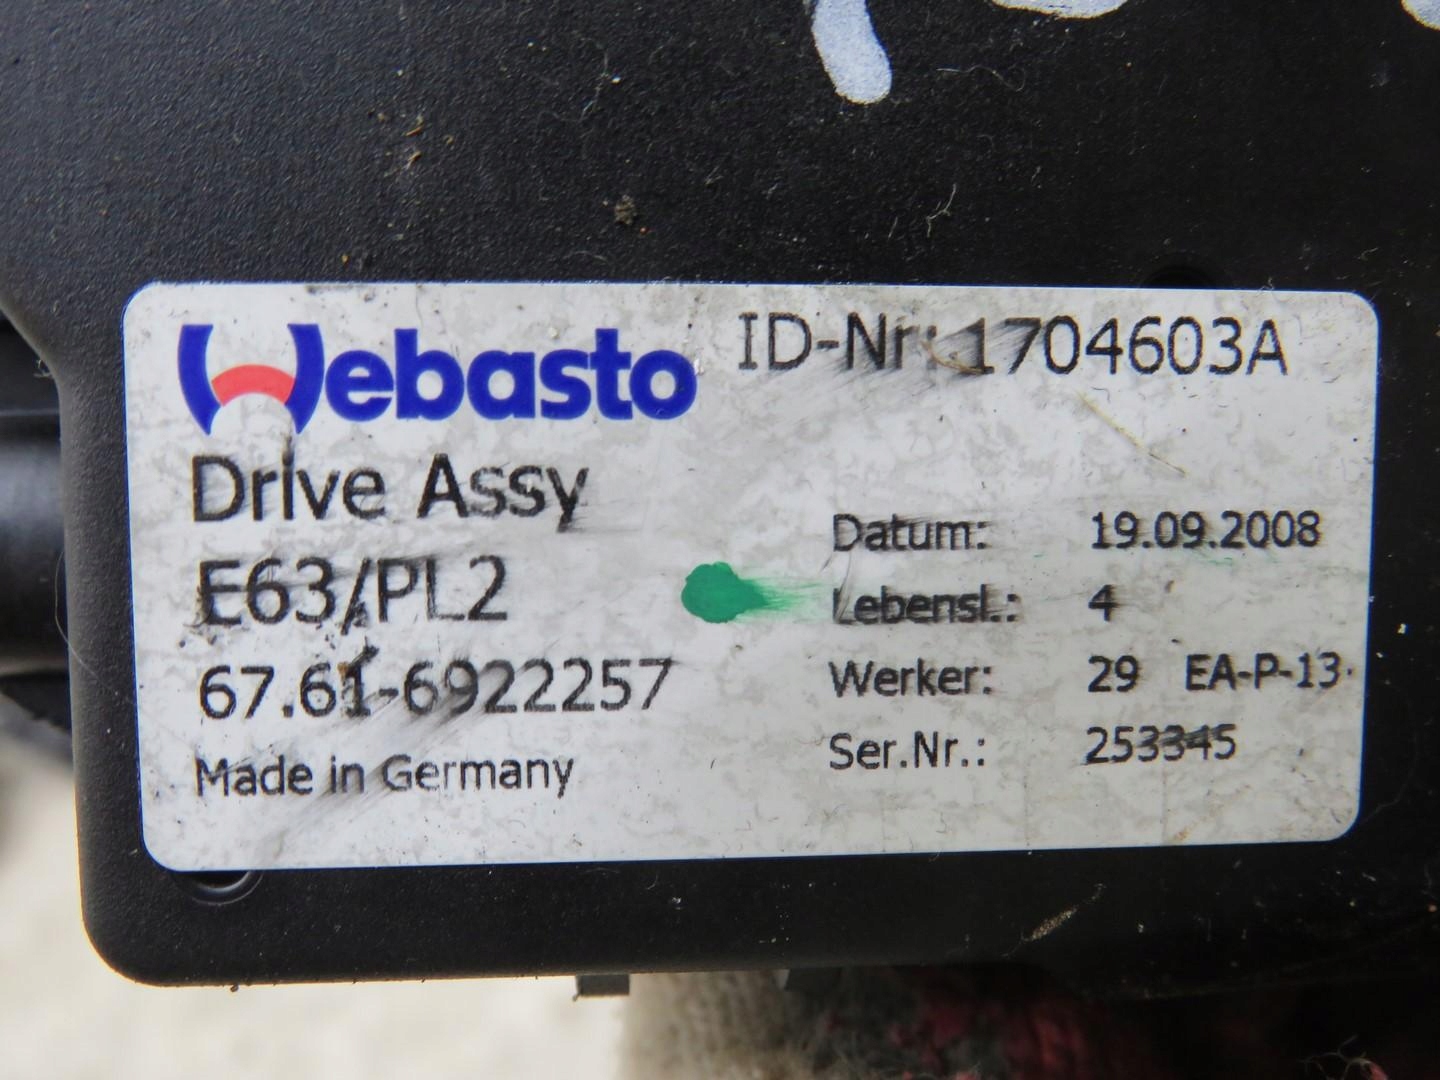 Webasto
ID-Nr: 1704603A
Drive Assy
E63/PL2
67.61-6922257
Made in Germany
Datum: 19.09.2008
Lebensl.: 4
Werker: 29 EA-P-13
Ser.Nr.: 253345